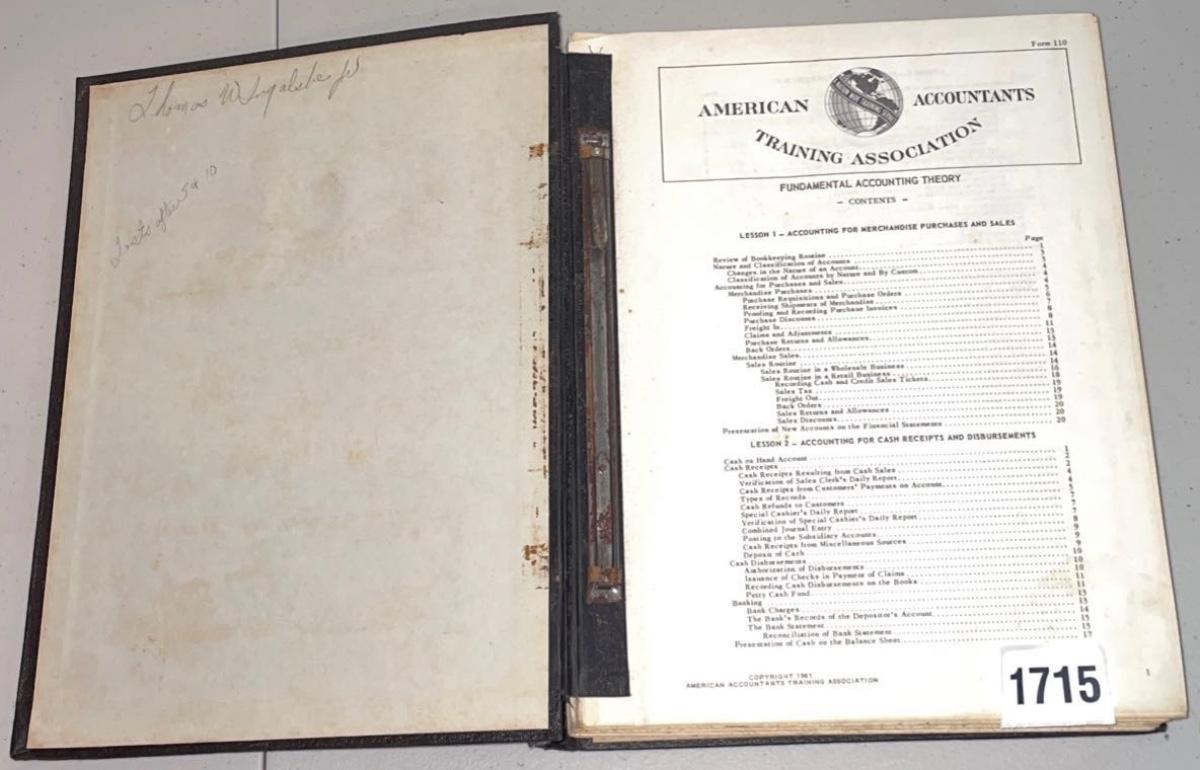 Thomas W
Form 110
AMERICAN ACCOUNTANTS
TRAINING ASSOCIATION
FUNDAMENTAL ACCOUNTING THEORY
- CONTENTS -
LESSON 1 - ACCOUNTING FOR MERCHANDISE PURCHASES AND SALES
Page
Review of Bookkeeping Routine
Nature and Classification of Accounts
Changes in the Nature of an Account
Classification of Accounts by Nature and By Custom
Accounting for Purchases and Sales
Merchandise Purchases
Purchase Requisitions and Purchase Orders
Receiving Shipments of Merchandise
Proofing and Recording Purchase Invoices
Purchase Discounts
Freight In
Claims and Adjustments
Purchase Returns and Allowances
Back Orders
Merchandise Sales
Sales Routine
Sales Routine in a Wholesale Business
Sales Routine in a Retail Business
Recording Cash and Credit Sales Tickets
Sales Tax
Freight Out
Back Orders
Sales Returns and Allowances
Sales Discounts
Presentation of New Accounts on the Financial Statements 20
LESSON 2 - ACCOUNTING FOR CASH RECEIPTS AND DISBURSEMENTS
Cash on Hand Account 1
Cash Receipts
Cash Receipts Resulting from Cash Sales
Verification of Sales Clerk's Daily Report
Cash Receipts from Customers' Payments on Account
Types of Records
Cash Refunds to Customers
Special Cashier's Daily Report
Verification of Special Cashier's Daily Report
Combined Journal Entry
Posting to the Subsidiary Accounts
Cash Receipts from Miscellaneous Sources
Deposit of Cash
Cash Disbursements
Authorization of Disbursements
Issuance of Checks in Payment of Claims
Recording Cash Disbursements on the Books
Petty Cash Fund
Banking
Bank Charges
The Bank's Records of the Depositor's Account
The Bank Statement
Reconciliation of Bank Statement
Presentation of Cash on the Balance Sheet 17
COPYRIGHT 1961
AMERICAN ACCOUNTANTS TRAINING ASSOCIATION
1
1715